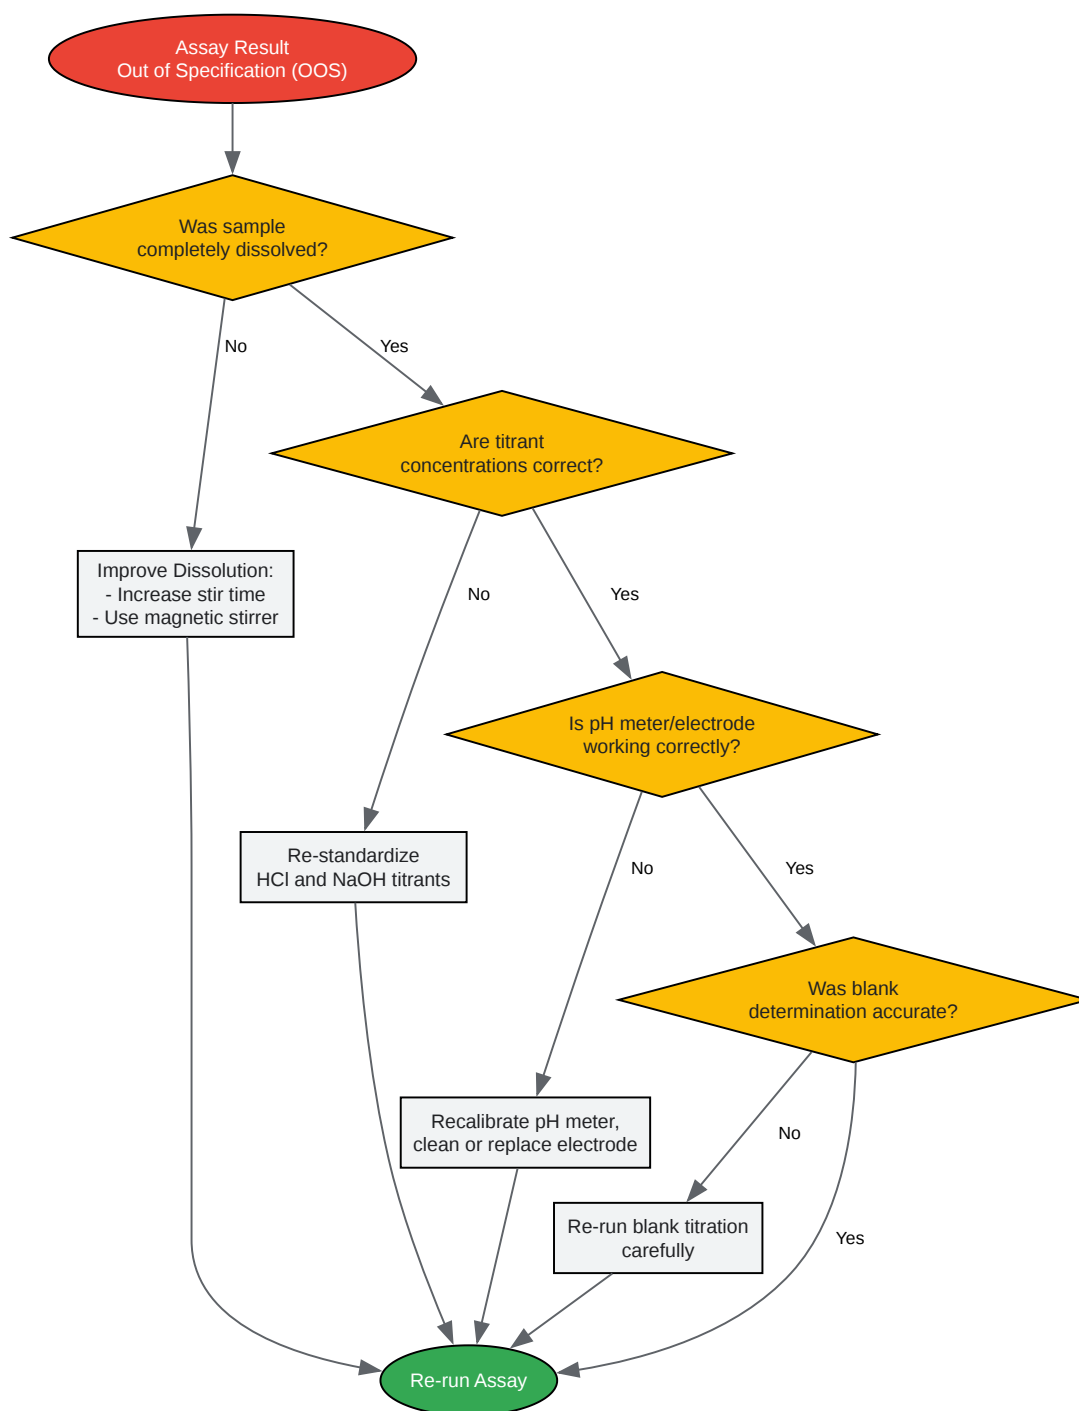 Assay Result
Out of Specification (OOS)
Was sample
completely dissolved?
No
Yes
Are titrant
concentrations correct?
Improve Dissolution:
- Increase stir time
- Use magnetic stirrer
No
Yes
Is pH meter/electrode
working correctly?
Re-standardize
HCl and NaOH titrants
No
Yes
Was blank
determination accurate?
Recalibrate pH meter,
clean or replace electrode
No
Re-run blank titration
carefully
Yes
Re-run Assay